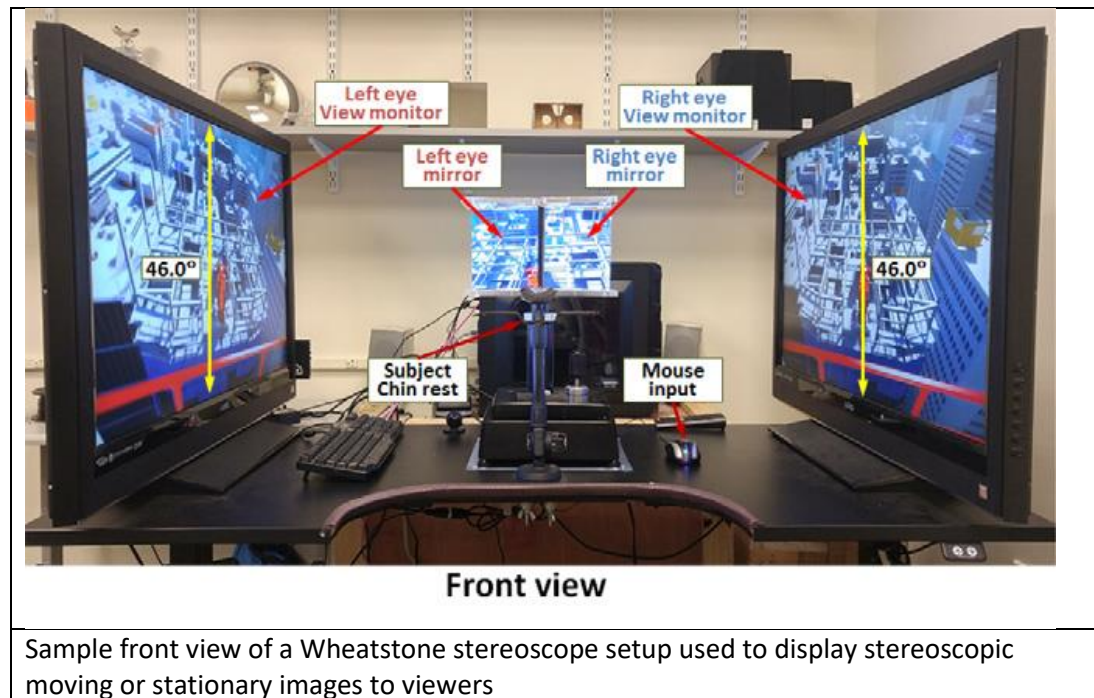 Left eye
View monitor
Right eye
View monitor
Left eye
mirror
Right eye
mirror
46.0°
46.0°
Subject
Chin rest
Mouse
input
Front view
Sample front view of a Wheatstone stereoscope setup used to display stereoscopic
moving or stationary images to viewers